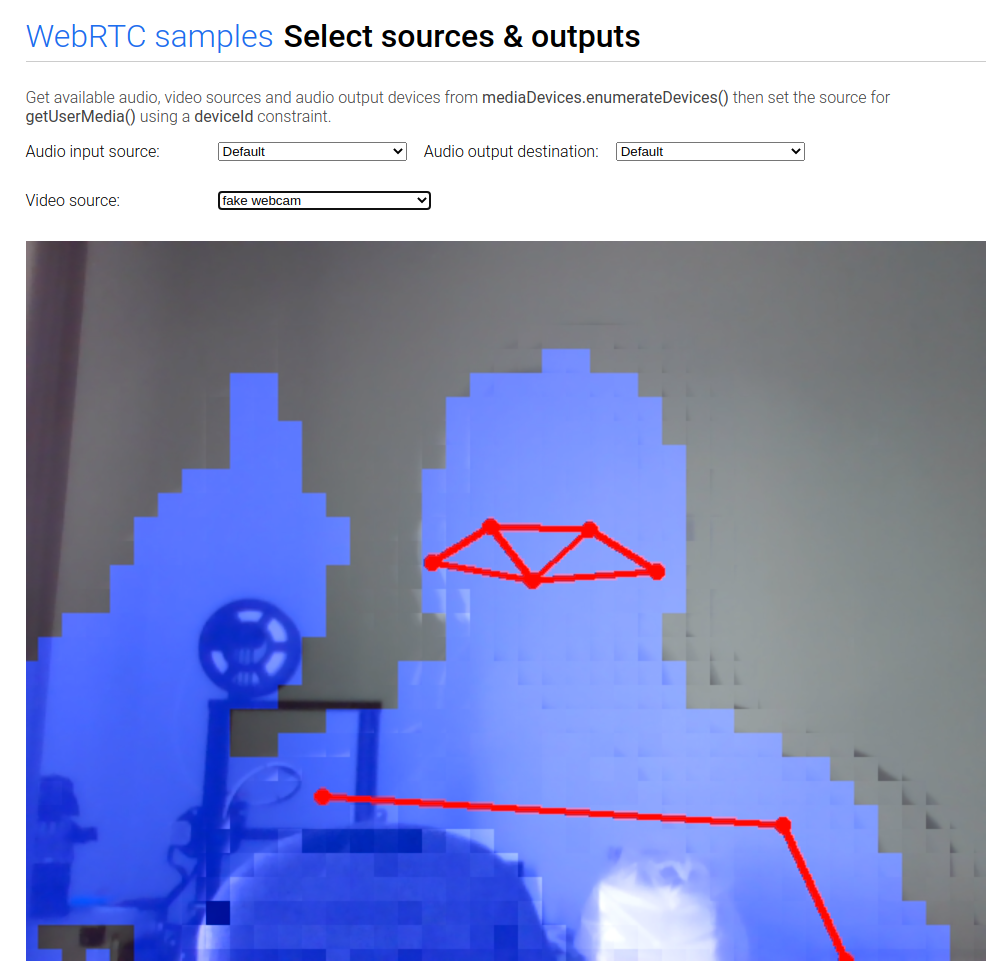 WebRTC samples Select sources & outputs
Get available audio, video sources and audio output devices from mediaDevices.enumerateDevices() then set the source for
getUserMedia() using a deviceId constraint.
Audio input source: Default Audio output destination: Default
Video source: fake webcam